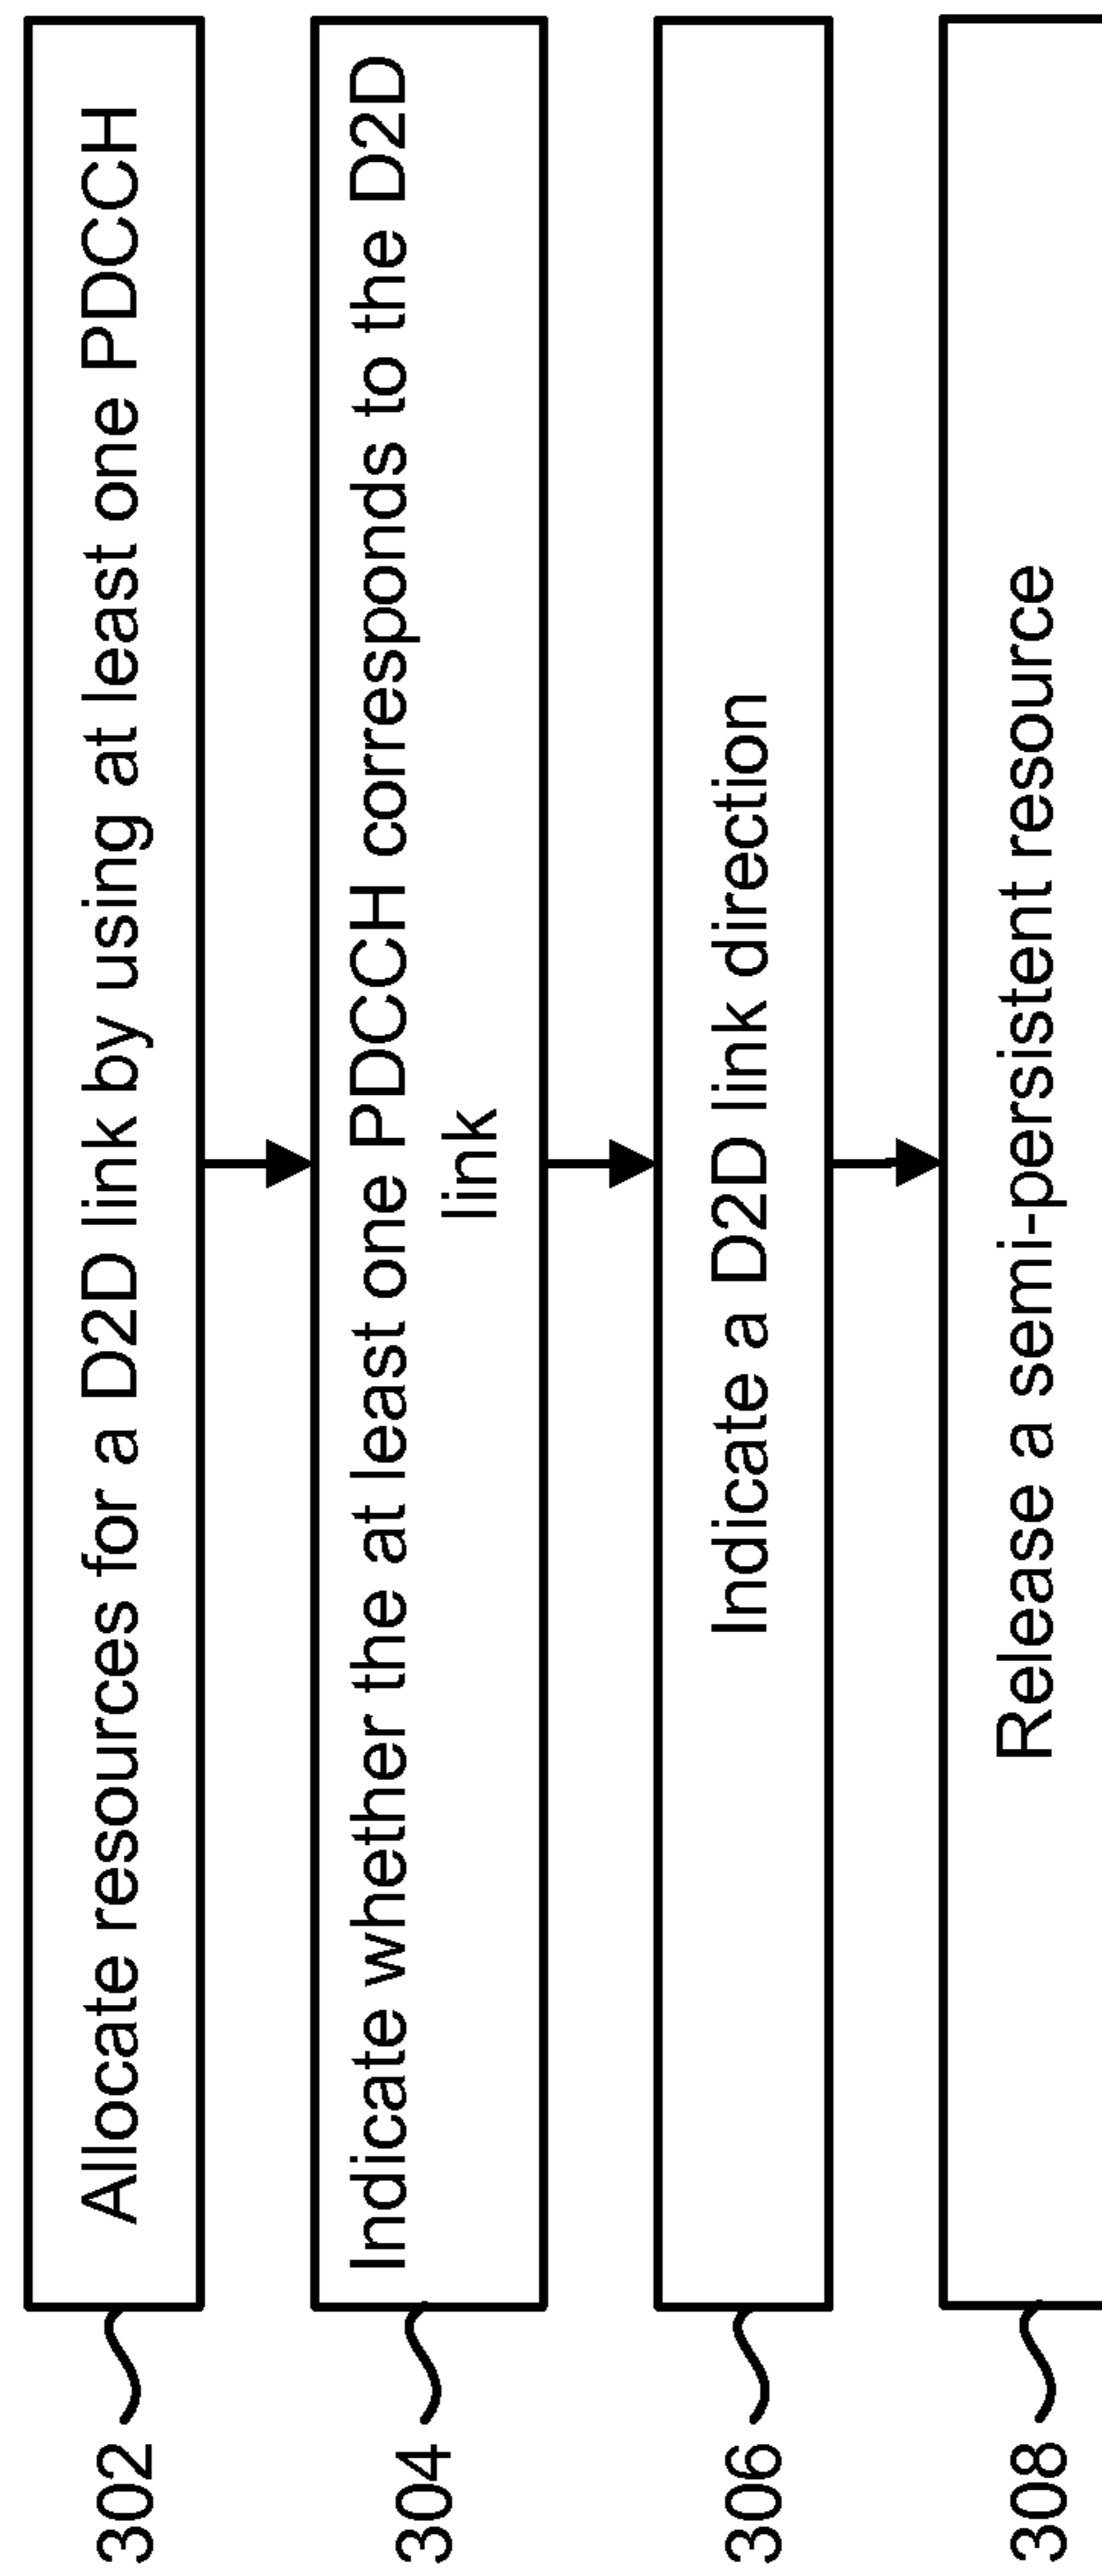 302
Allocate resources for a D2D link by using at least one PDCCH
304
Indicate whether the at least one PDCCH corresponds to the D2D
link
306
Indicate a D2D link direction
308
Release a semi-persistent resource